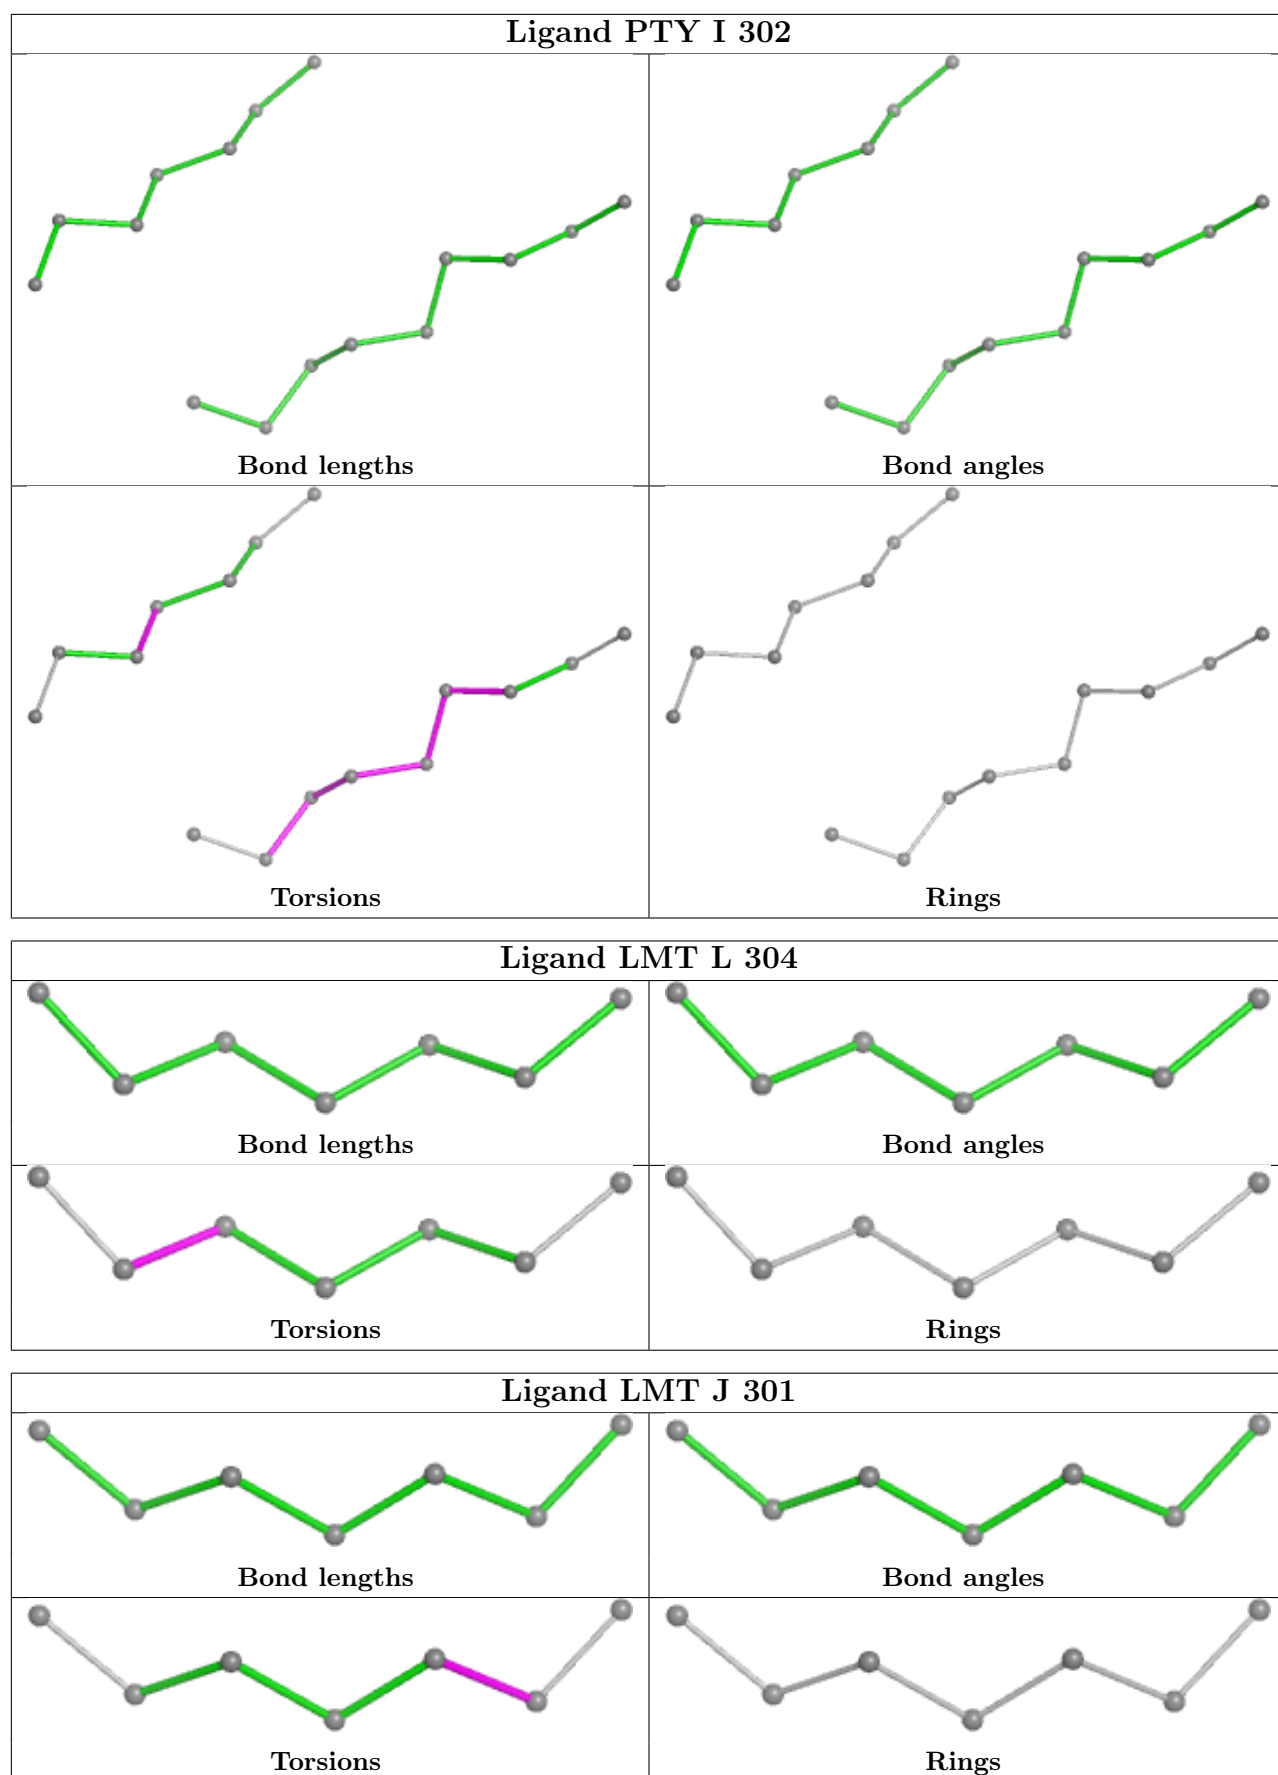 Ligand PTY I 302
Bond lengths
Bond angles
Torsions
Rings
Ligand LMT L 304
Bond lengths
Bond angles
Torsions
Rings
Ligand LMT J 301
Bond lengths
Bond angles
Torsions
Rings